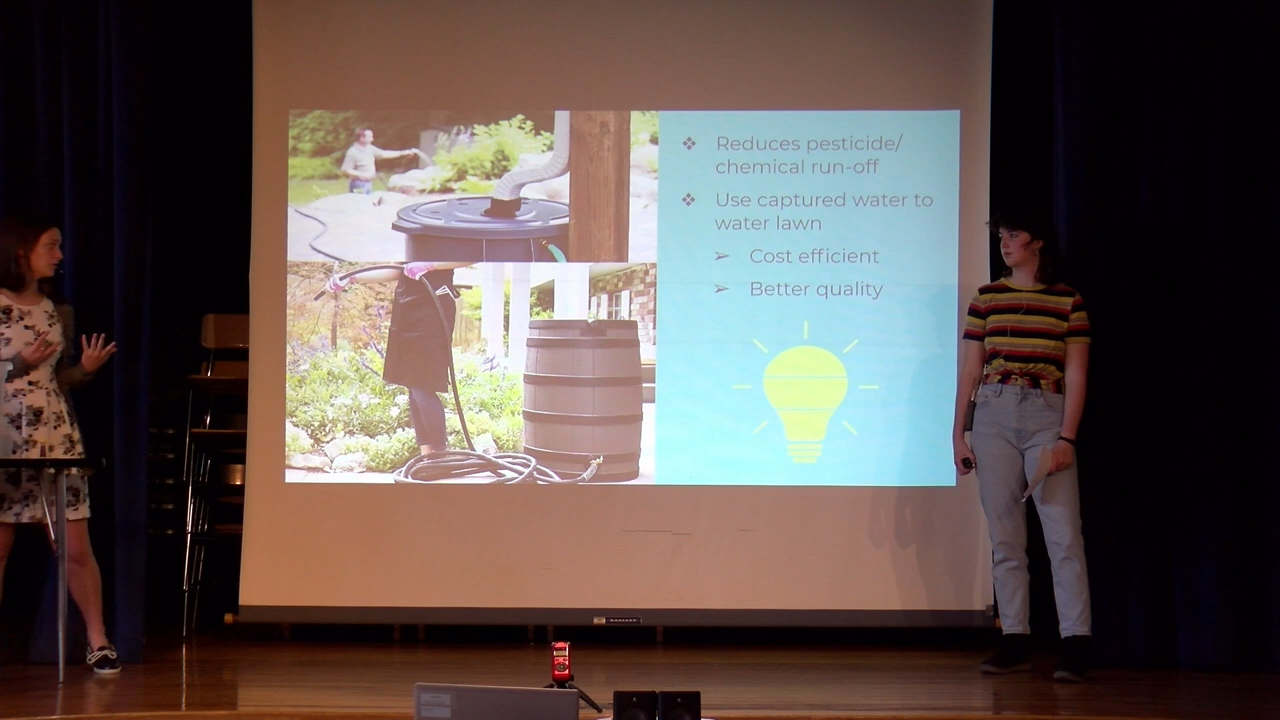 ❖ Reduces pesticide/
chemical run-off
❖ Use captured water to
water lawn
➢ Cost efficient
➢ Better quality